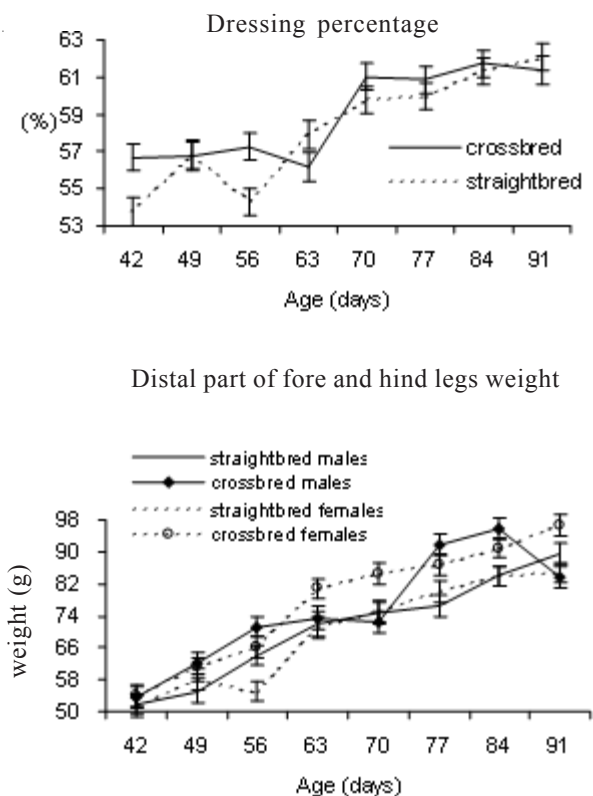 Dressing percentage
63
61
59
(%)
57
55
53
crossbred
straightbred
42 49 56 63 70 77 84 91
Age (days)
Distal part of fore and hind legs weight
straightbred males
crossbred males
straightbred females
crossbred females
98
90
82
74
66
58
50
weight (g)
42 49 56 63 70 77 84 91
Age (days)